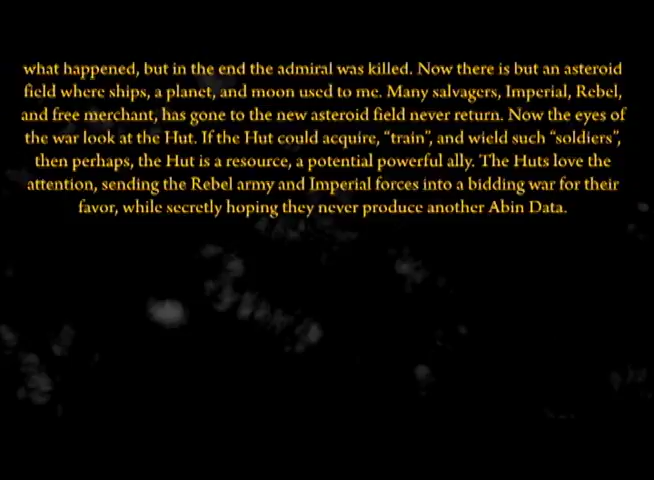 what happened, but in the end the admiral was killed. Now there is but an asteroid
field where ships, a planet, and moon used to me. Many salvagers, Imperial, Rebel,
and free merchant, has gone to the new asteroid field never return. Now the eyes of
the war look at the Hut. If the Hut could acquire, “train”, and wield such “soldiers”,
then perhaps, the Hut is a resource, a potential powerful ally. The Huts love the
attention, sending the Rebel army and Imperial forces into a bidding war for their
favor, while secretly hoping they never produce another Abin Data.